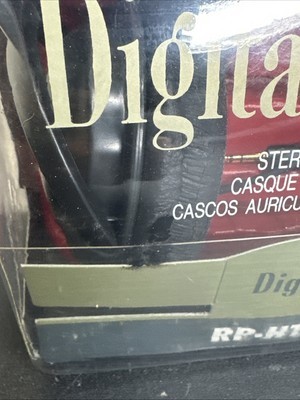 Digita
STER
CASQUE
CASCOS AURICU
Dig
RP-HT